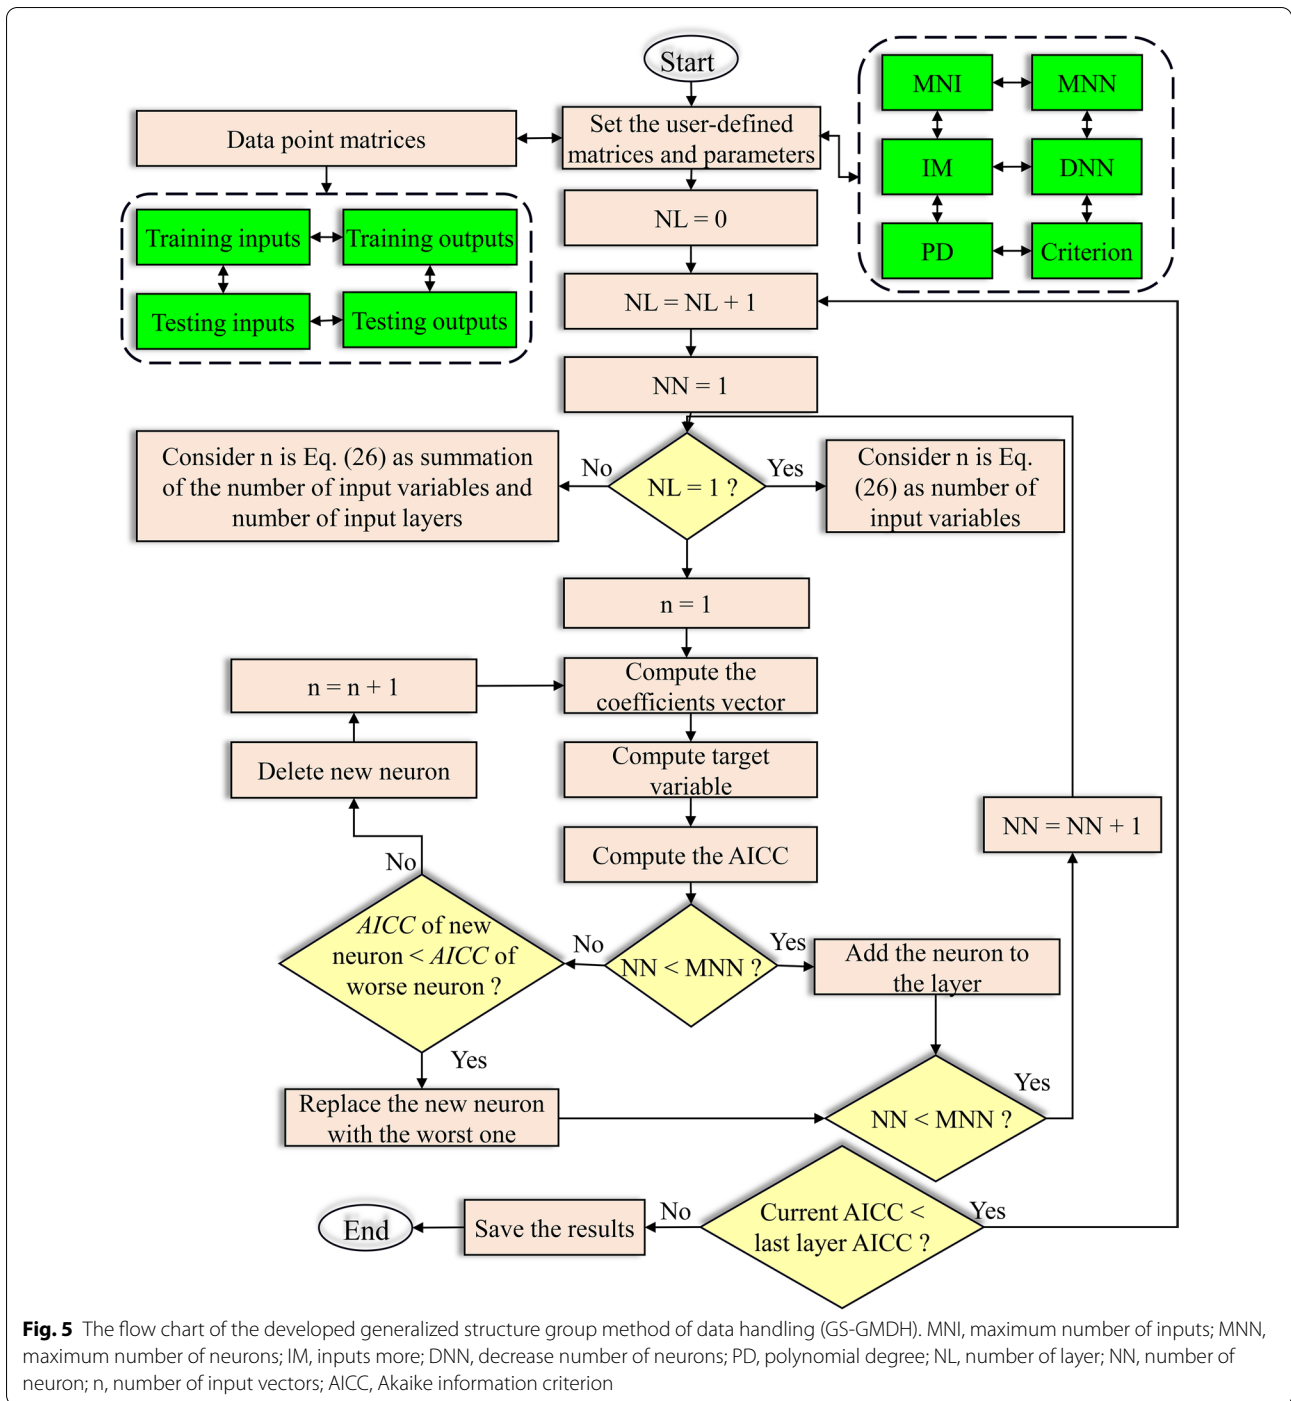 Start
MNI
MNN
Data point matrices
Set the user-defined
matrices and parameters
IM
DNN
NL = 0
Training inputs
Training outputs
PD
Criterion
NL = NL + 1
Testing inputs
Testing outputs
NN = 1
Consider n is Eq. (26) as summation
of the number of input variables and
number of input layers
No
NL = 1 ?
Yes
Consider n is Eq.
(26) as number of
input variables
n = 1
n = n + 1
Compute the
coefficients vector
Delete new neuron
Compute target
variable
NN = NN + 1
Compute the AICC
No
AICC of new
neuron < AICC of
worse neuron ?
No
NN < MNN ?
Yes
Add the neuron to
the layer
Yes
Replace the new neuron
with the worst one
NN < MNN ?
Yes
End
Save the results
No
Current AICC <
last layer AICC ?
Yes
Fig. 5 The flow chart of the developed generalized structure group method of data handling (GS-GMDH). MNI, maximum number of inputs; MNN,
maximum number of neurons; IM, inputs more; DNN, decrease number of neurons; PD, polynomial degree; NL, number of layer; NN, number of
neuron; n, number of input vectors; AICC, Akaike information criterion